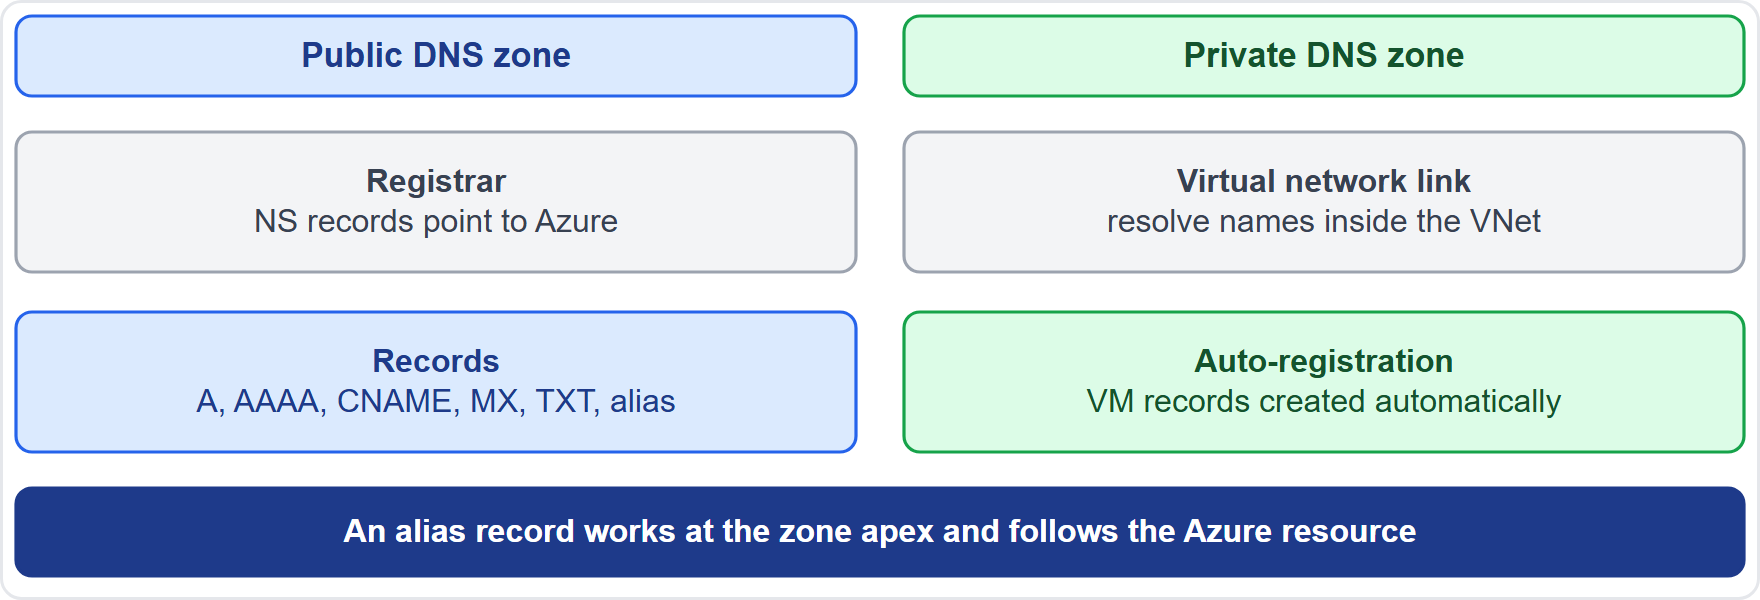 Public DNS zone
Private DNS zone
Registrar
NS records point to Azure
Virtual network link
resolve names inside the VNet
Records
A, AAAA, CNAME, MX, TXT, alias
Auto-registration
VM records created automatically
An alias record works at the zone apex and follows the Azure resource